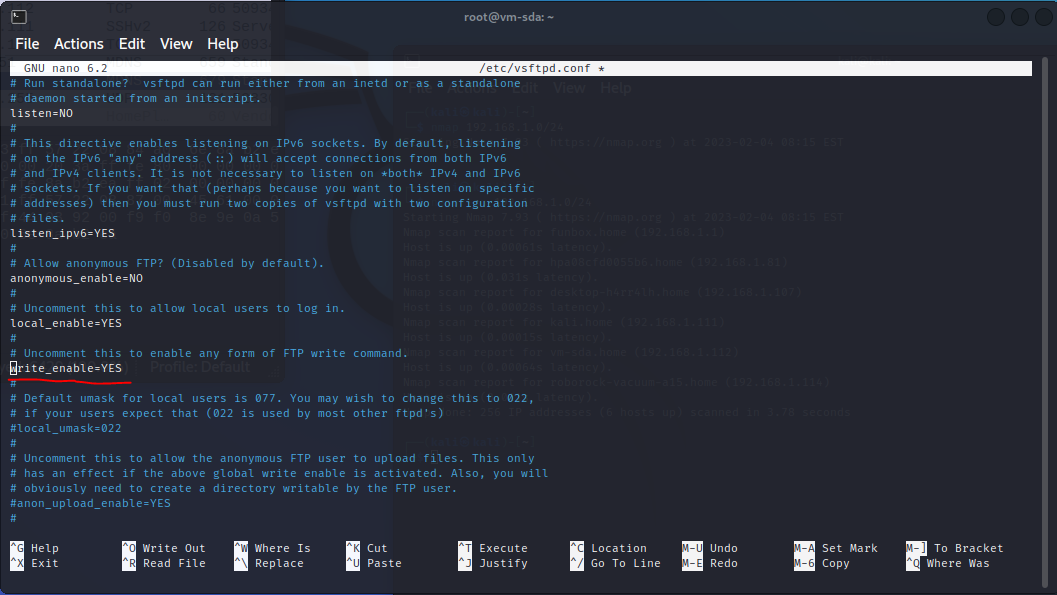 root@vm-sda: ~
File Actions Edit View Help
GNU nano 6.2 /etc/vsftpd.conf *
# Run standalone?  vsftpd can run either from an inetd or as a standalone
# daemon started from an initscript.
listen=NO
#
# This directive enables listening on IPv6 sockets. By default, listening
# on the IPv6 "any" address (::) will accept connections from both IPv6
# and IPv4 clients. It is not necessary to listen on *both* IPv4 and IPv6
# sockets. If you want that (perhaps because you want to listen on specific
# addresses) then you must run two copies of vsftpd with two configuration
# files.
listen_ipv6=YES
#
# Allow anonymous FTP? (Disabled by default).
anonymous_enable=NO
#
# Uncomment this to allow local users to log in.
local_enable=YES
#
# Uncomment this to enable any form of FTP write command.
write_enable=YES
#
# Default umask for local users is 077. You may wish to change this to 022,
# if your users expect that (022 is used by most other ftpd's)
#local_umask=022
#
# Uncomment this to allow the anonymous FTP user to upload files. This only
# has an effect if the above global write enable is activated. Also, you will
# obviously need to create a directory writable by the FTP user.
#anon_upload_enable=YES
#
^G Help ^O Write Out ^W Where Is ^K Cut ^T Execute ^C Location M-U Undo M-A Set Mark M-] To Bracket
^X Exit ^R Read File ^\ Replace ^U Paste ^J Justify ^/ Go To Line M-E Redo M-6 Copy ^Q Where Was
Profile: Default